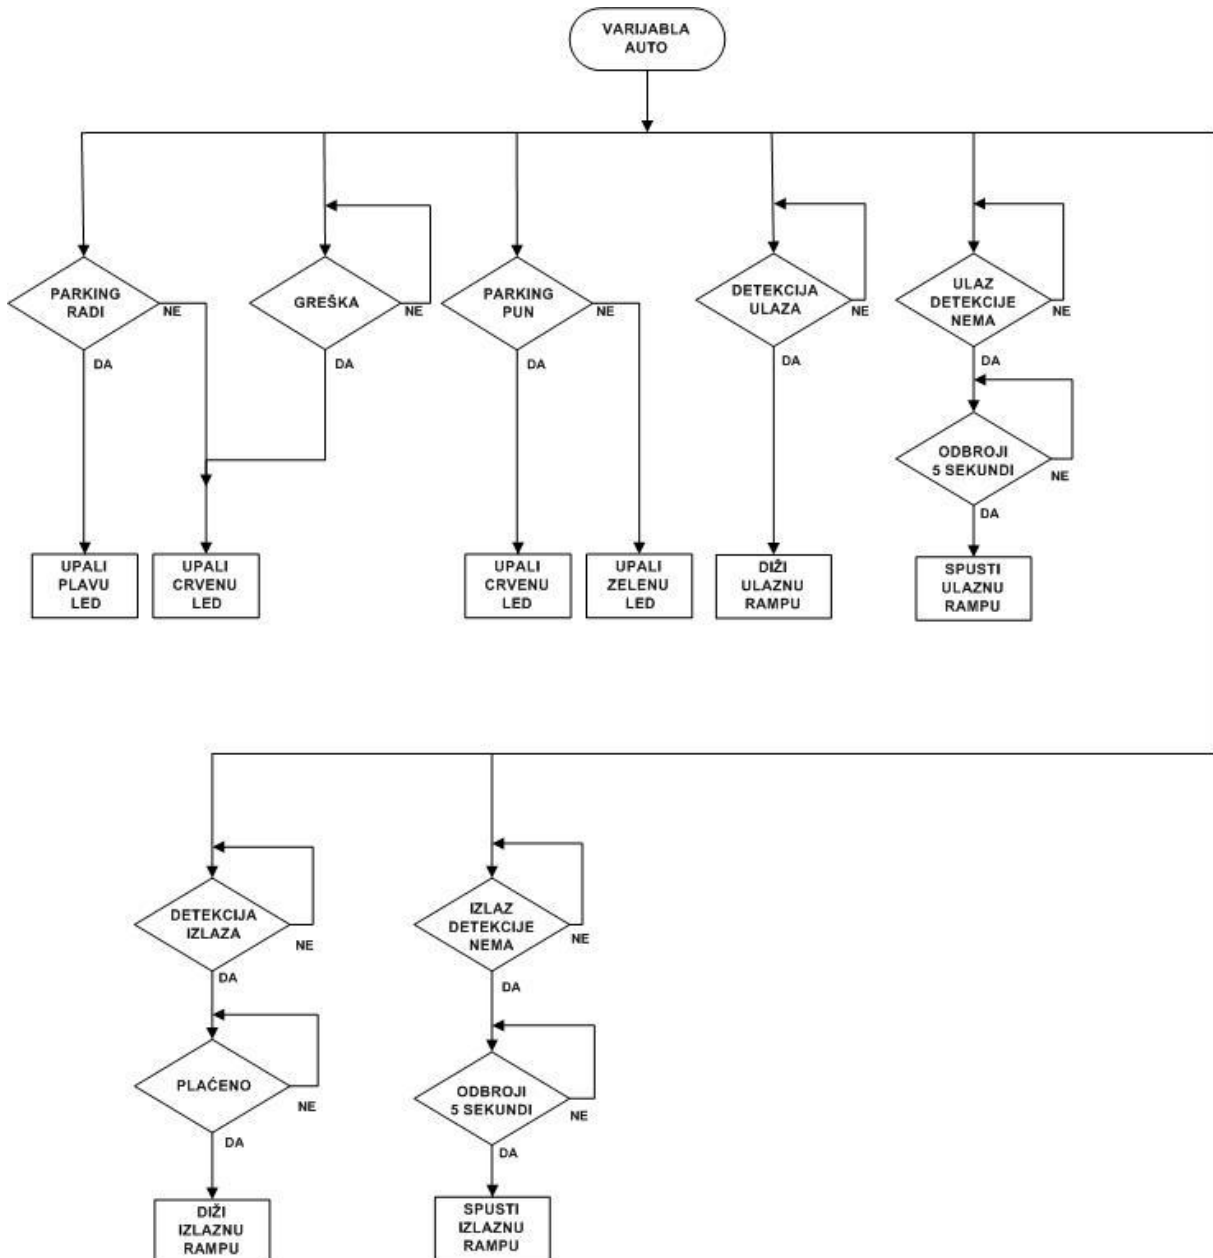 VARIJABLA
AUTO
PARKING
RADI
NE
DA
GREŠKA
NE
DA
PARKING
PUN
NE
DA
DETEKCIJA
ULAZA
NE
DA
ULAZ
DETEKCIJE
NEMA
NE
DA
ODBROJI
5 SEKUNDI
NE
DA
UPALI
PLAVU
LED
UPALI
CRVENU
LED
UPALI
CRVENU
LED
UPALI
ZELENU
LED
DIŽI
ULAZNU
RAMPU
SPUSTI
ULAZNU
RAMPU
DETEKCIJA
IZLAZA
NE
DA
PLAĆENO
NE
DA
DIŽI
IZLAZNU
RAMPU
IZLAZ
DETEKCIJE
NEMA
NE
DA
ODBROJI
5 SEKUNDI
NE
DA
SPUSTI
IZLAZNU
RAMPU